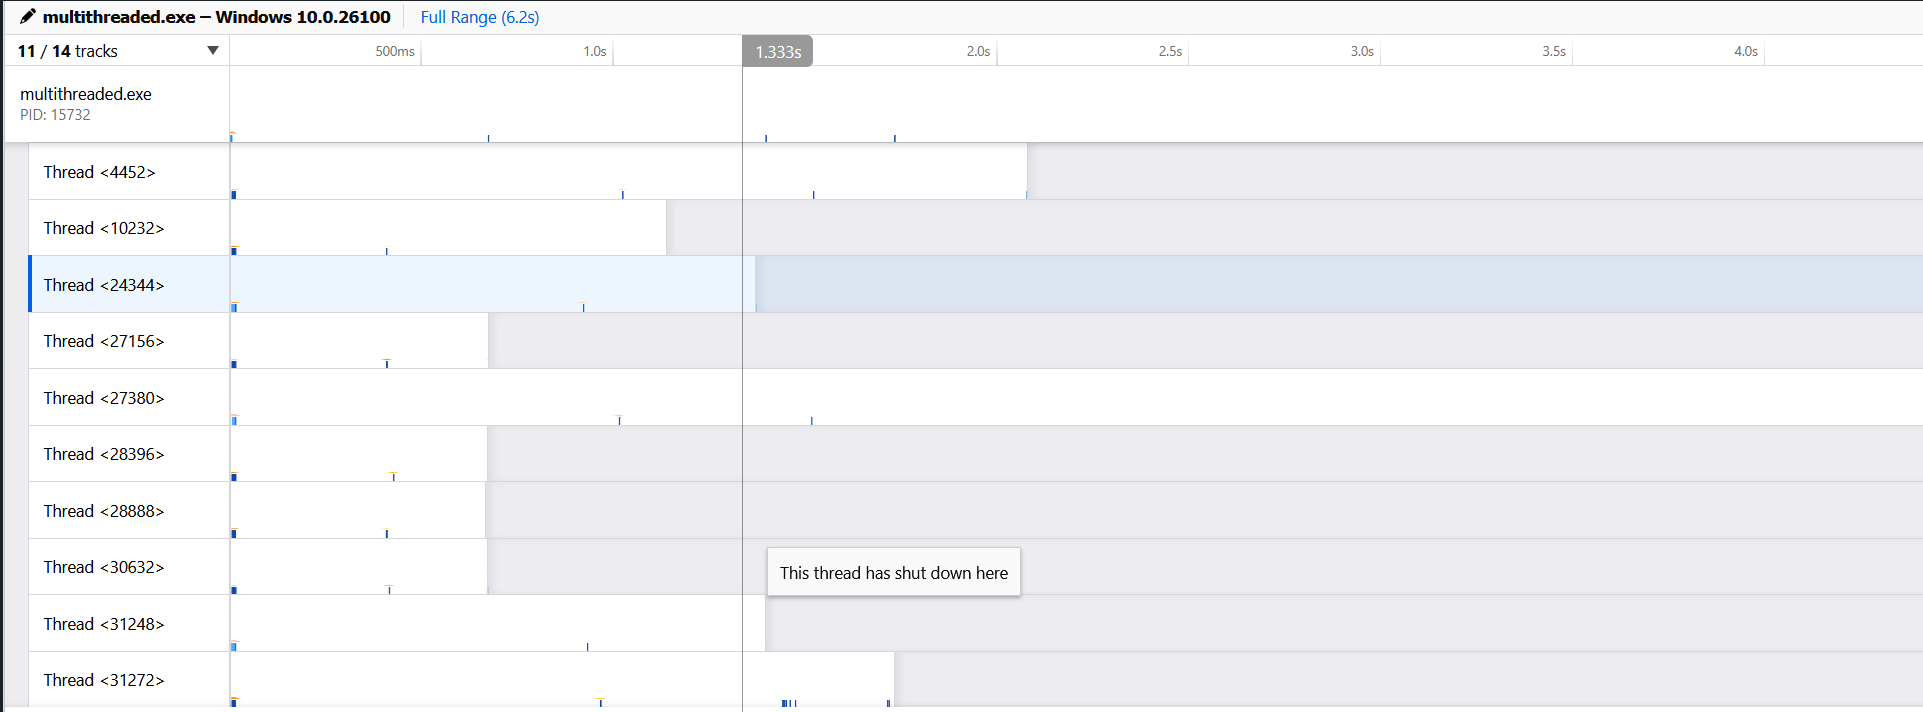 multithreaded.exe – Windows 10.0.26100 Full Range (6.2s)
11 / 14 tracks 500ms 1.0s 1.333s 2.0s 2.5s 3.0s 3.5s 4.0s
multithreaded.exe
PID: 15732
Thread <4452>
Thread <10232>
Thread <24344>
Thread <27156>
Thread <27380>
Thread <28396>
Thread <28888>
Thread <30632>
This thread has shut down here
Thread <31248>
Thread <31272>